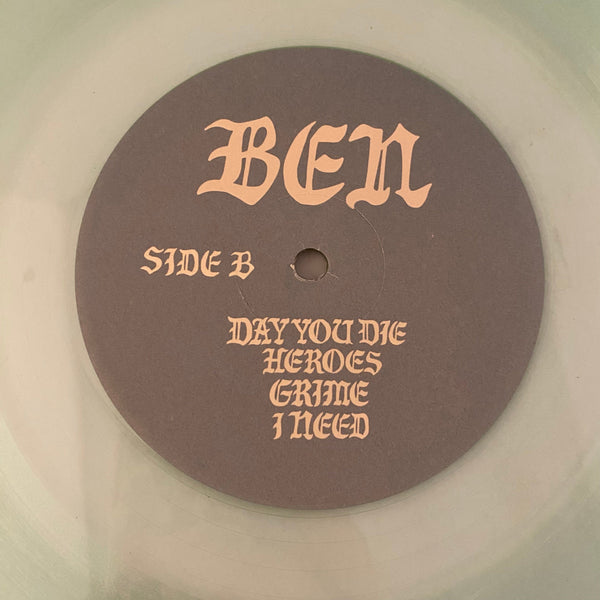 BEN
SIDE B
DAY YOU DIE
HEROES
GRIME
I NEED